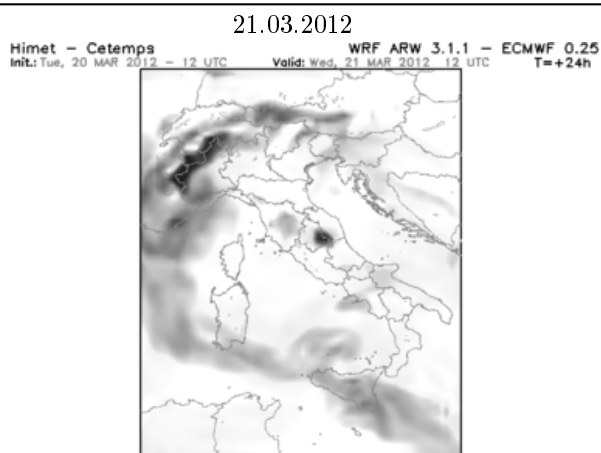 21.03.2012
Himet – Cetemps WRF ARW 3.1.1 – ECMWF 0.25
Init.: Tue, 20 MAR 2012 – 12 UTC Valid: Wed, 21 MAR 2012 12 UTC T=+24h